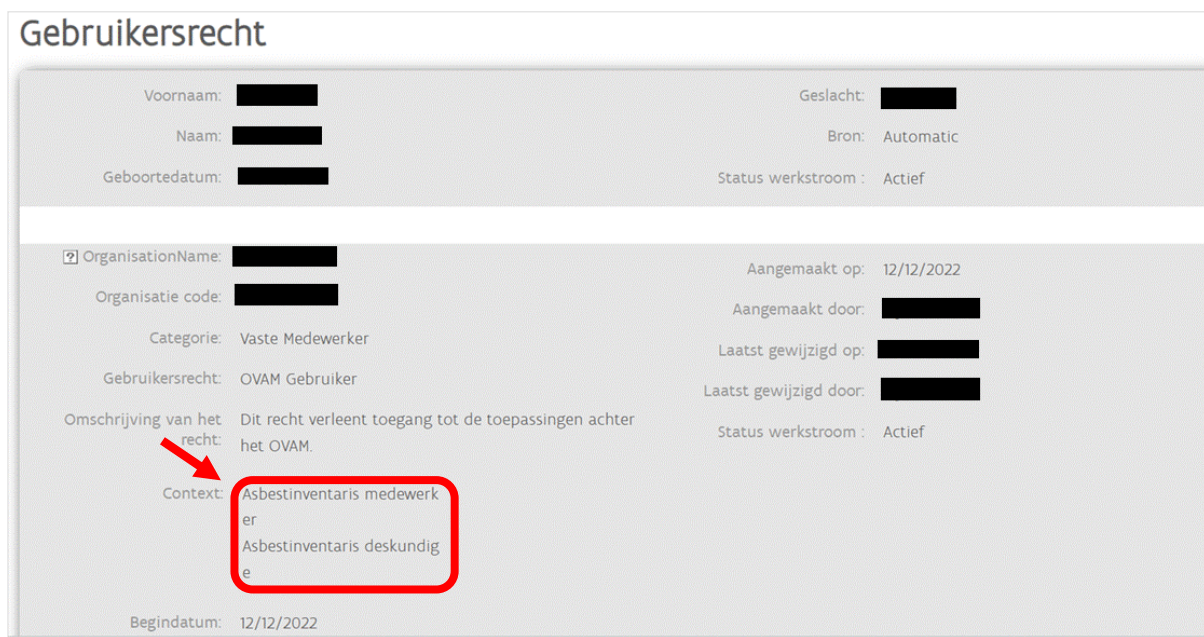 Gebruikersrecht
Voornaam:
Geslacht:
Naam:
Bron: Automatic
Geboortedatum:
Status werkstroom : Actief
? OrganisationName:
Aangemaakt op: 12/12/2022
Organisatie code:
Aangemaakt door:
Categorie: Vaste Medewerker
Laatst gewijzigd op:
Gebruikersrecht: OVAM Gebruiker
Laatst gewijzigd door:
Omschrijving van het
recht:
Dit recht verleent toegang tot de toepassingen achter
het OVAM.
Status werkstroom : Actief
Context:
Asbestinventaris medewerk
er
Asbestinventaris deskundig
e
Begindatum: 12/12/2022